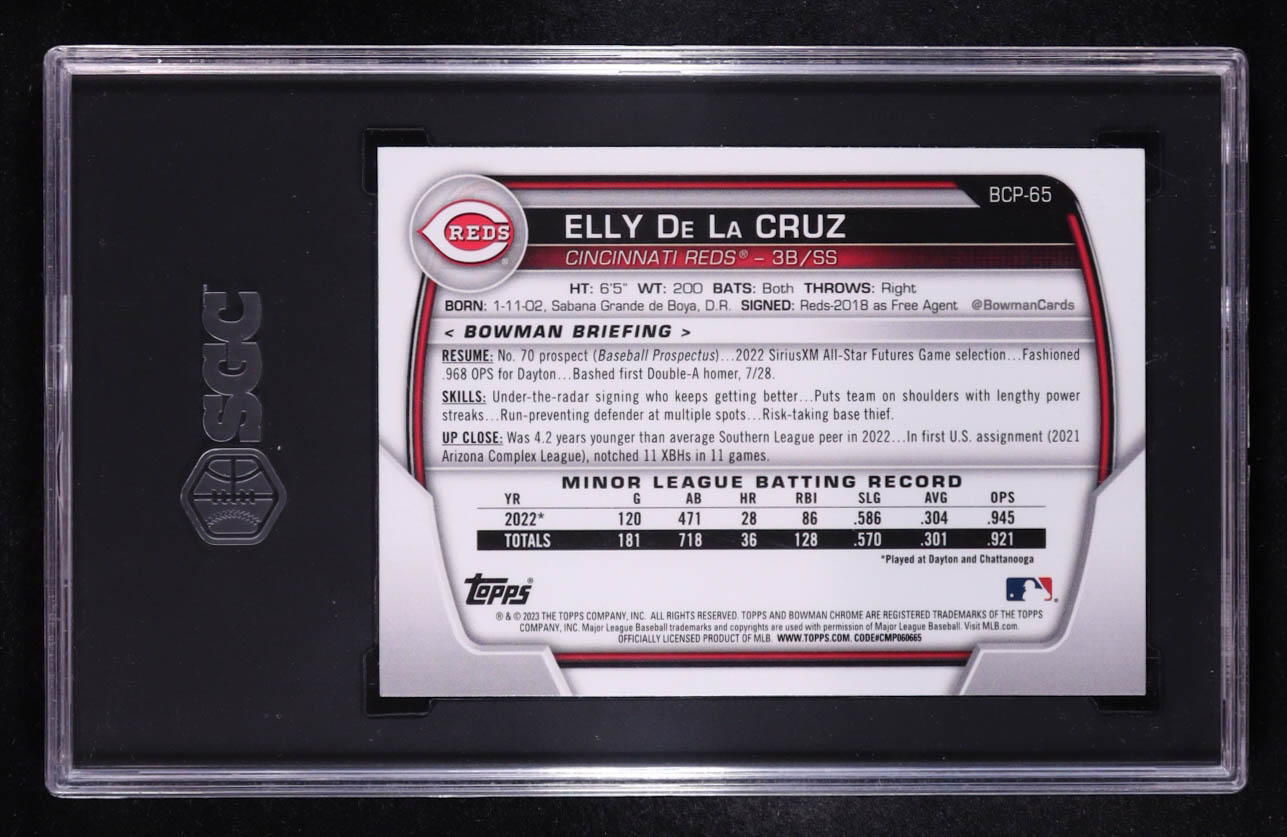 SGC
BCP-65
REDS
ELLY DE LA CRUZ
CINCINNATI REDS® – 3B/SS
HT: 6'5" WT: 200 BATS: Both THROWS: Right
BORN: 1-11-02, Sabana Grande de Boya, D.R. SIGNED: Reds-2018 as Free Agent @BowmanCards
< BOWMAN BRIEFING >
RESUME: No. 70 prospect (Baseball Prospectus)...2022 SiriusXM All-Star Futures Game selection...Fashioned
.968 OPS for Dayton...Bashed first Double-A homer, 7/28.
SKILLS: Under-the-radar signing who keeps getting better...Puts team on shoulders with lengthy power
streaks...Run-preventing defender at multiple spots...Risk-taking base thief.
UP CLOSE: Was 4.2 years younger than average Southern League peer in 2022...In first U.S. assignment (2021
Arizona Complex League), notched 11 XBHs in 11 games.
MINOR LEAGUE BATTING RECORD
YR G AB HR RBI SLG AVG OPS
2022* 120 471 28 86 .586 .304 .945
TOTALS 181 718 36 128 .570 .301 .921
*Played at Dayton and Chattanooga
Topps®
® & © 2023 THE TOPPS COMPANY, INC. ALL RIGHTS RESERVED. TOPPS AND BOWMAN CHROME ARE REGISTERED TRADEMARKS OF THE TOPPS
COMPANY, INC. Major League Baseball trademarks and copyrights are used with permission of Major League Baseball. Visit MLB.com.
OFFICIALLY LICENSED PRODUCT OF MLB. WWW.TOPPS.COM. CODE#CMP060665